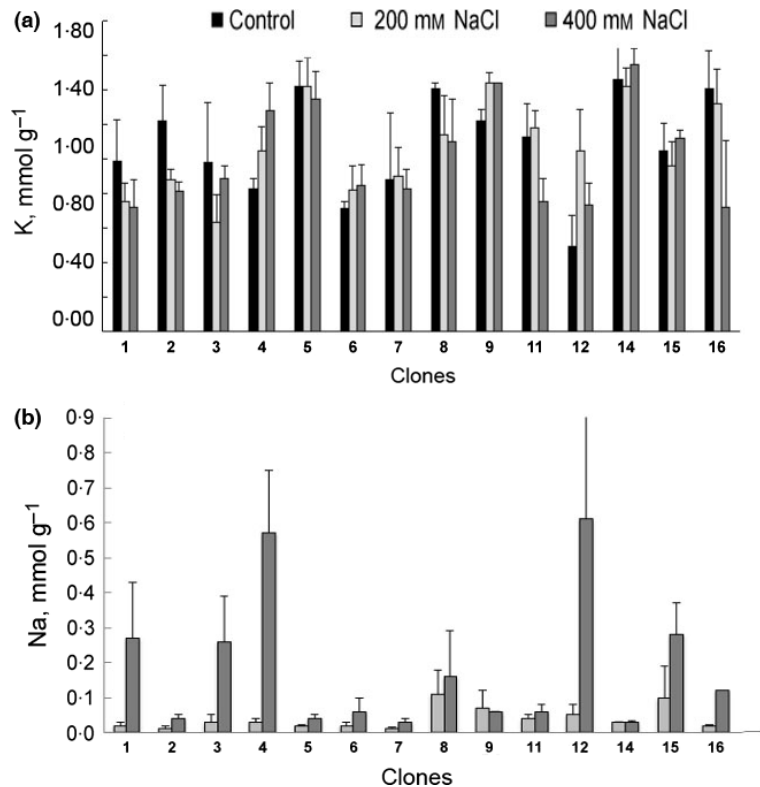 (a)
Control 200 mM NaCl 400 mM NaCl
K, mmol g⁻¹
1·80
1·40
1·00
0·80
0·40
0·00
1 2 3 4 5 6 7 8 9 11 12 14 15 16
Clones
(b)
Na, mmol g⁻¹
0·9
0·8
0·7
0·6
0·5
0·4
0·3
0·2
0·1
0·0
1 2 3 4 5 6 7 8 9 11 12 14 15 16
Clones